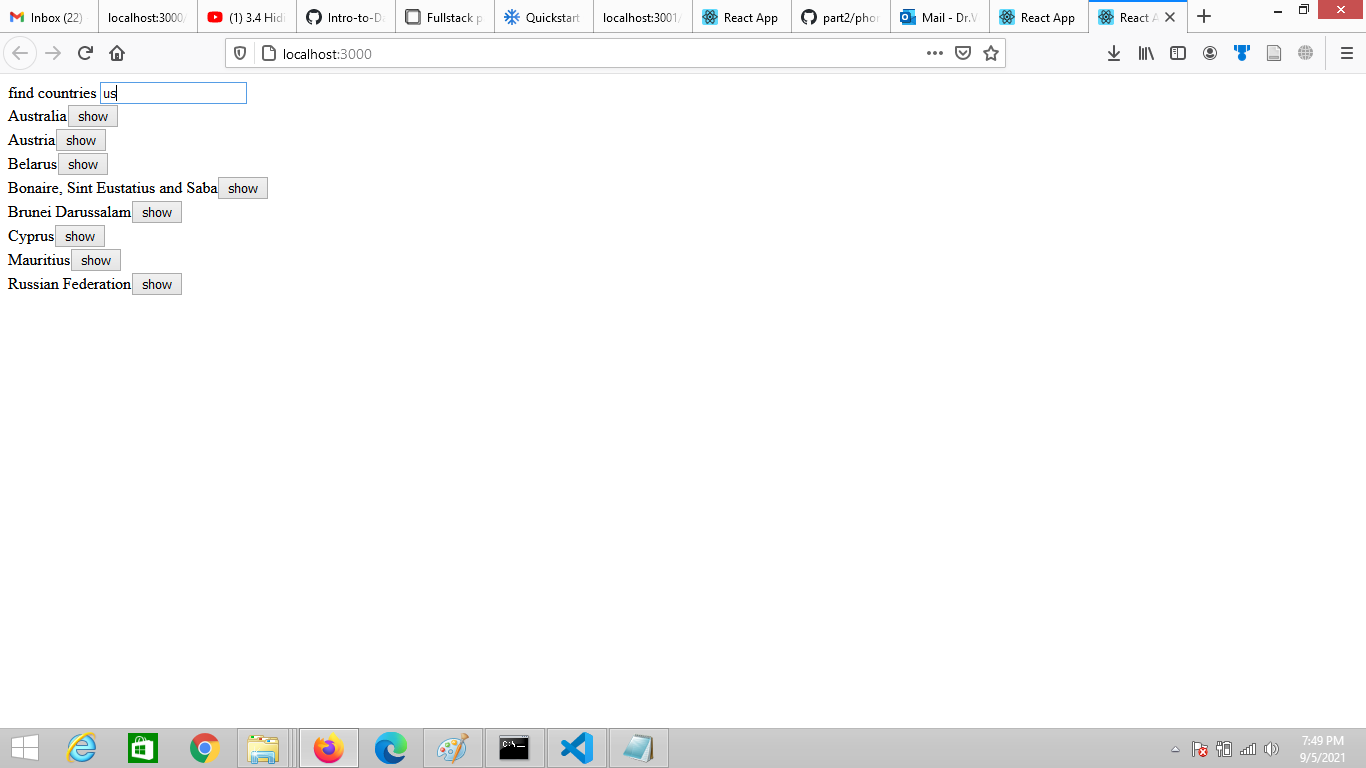 Inbox (22)
localhost:3000/
(1) 3.4 Hidi
Intro-to-Da
Fullstack p
Quickstart
localhost:3001/
React App
part2/phon
Mail - Dr.V
React App
React A
localhost:3000
find countries us
Australia show
Austria show
Belarus show
Bonaire, Sint Eustatius and Saba show
Brunei Darussalam show
Cyprus show
Mauritius show
Russian Federation show
C:\
7:49 PM
9/5/2021